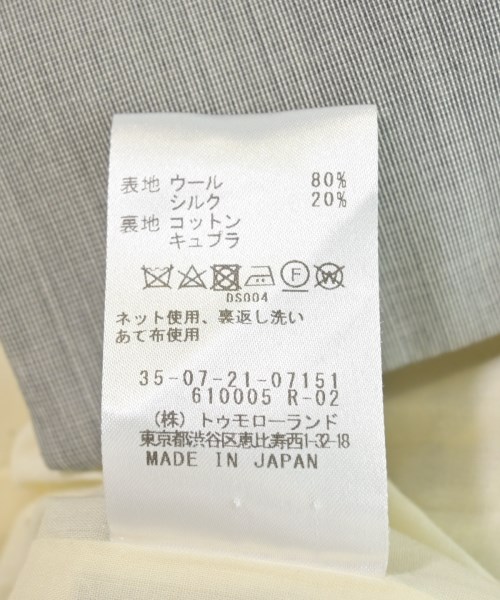 表地 ウール 80%
シルク 20%
裏地 コットン
キュプラ
F W
DS004
ネット使用、裏返し洗い
あて布使用
35-07-21-07151
610005 R-02
(株) トゥモローランド
東京都渋谷区恵比寿西1-32-18
MADE IN JAPAN